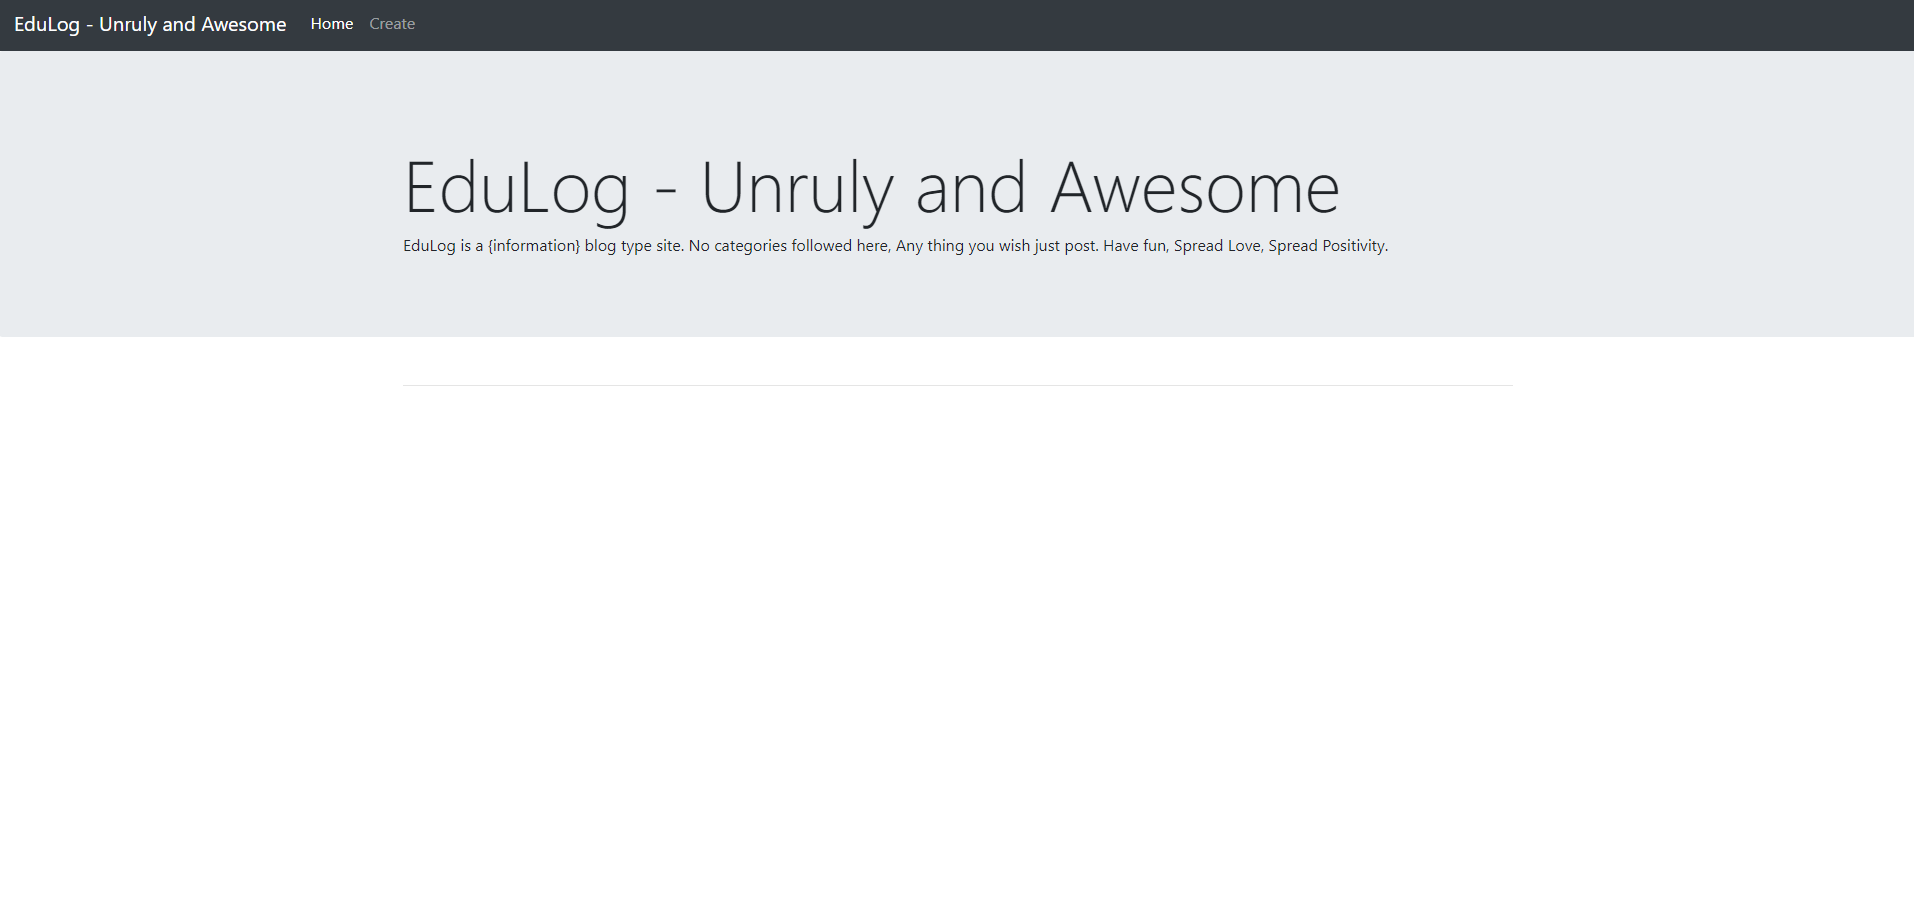 EduLog - Unruly and Awesome Home Create
EduLog - Unruly and Awesome
EduLog is a {information} blog type site. No categories followed here, Any thing you wish just post. Have fun, Spread Love, Spread Positivity.